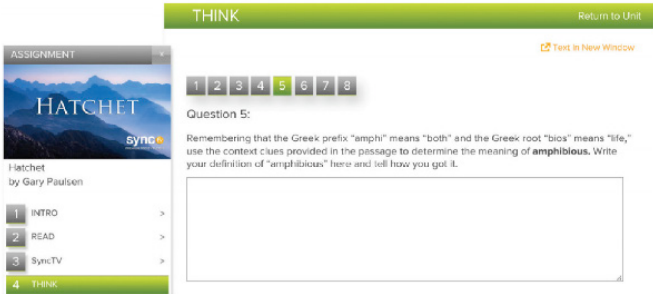 THINK
Return to Unit
Text in New Window
ASSIGNMENT
HATCHET
sync
Hatchet
by Gary Paulsen
1 INTRO >
2 READ >
3 SyncTV >
4 THINK
1 2 3 4 5 6 7 8
Question 5:
Remembering that the Greek prefix “amphi” means “both” and the Greek root “bios” means “life,”
use the context clues provided in the passage to determine the meaning of amphibious. Write
your definition of “amphibious” here and tell how you got it.